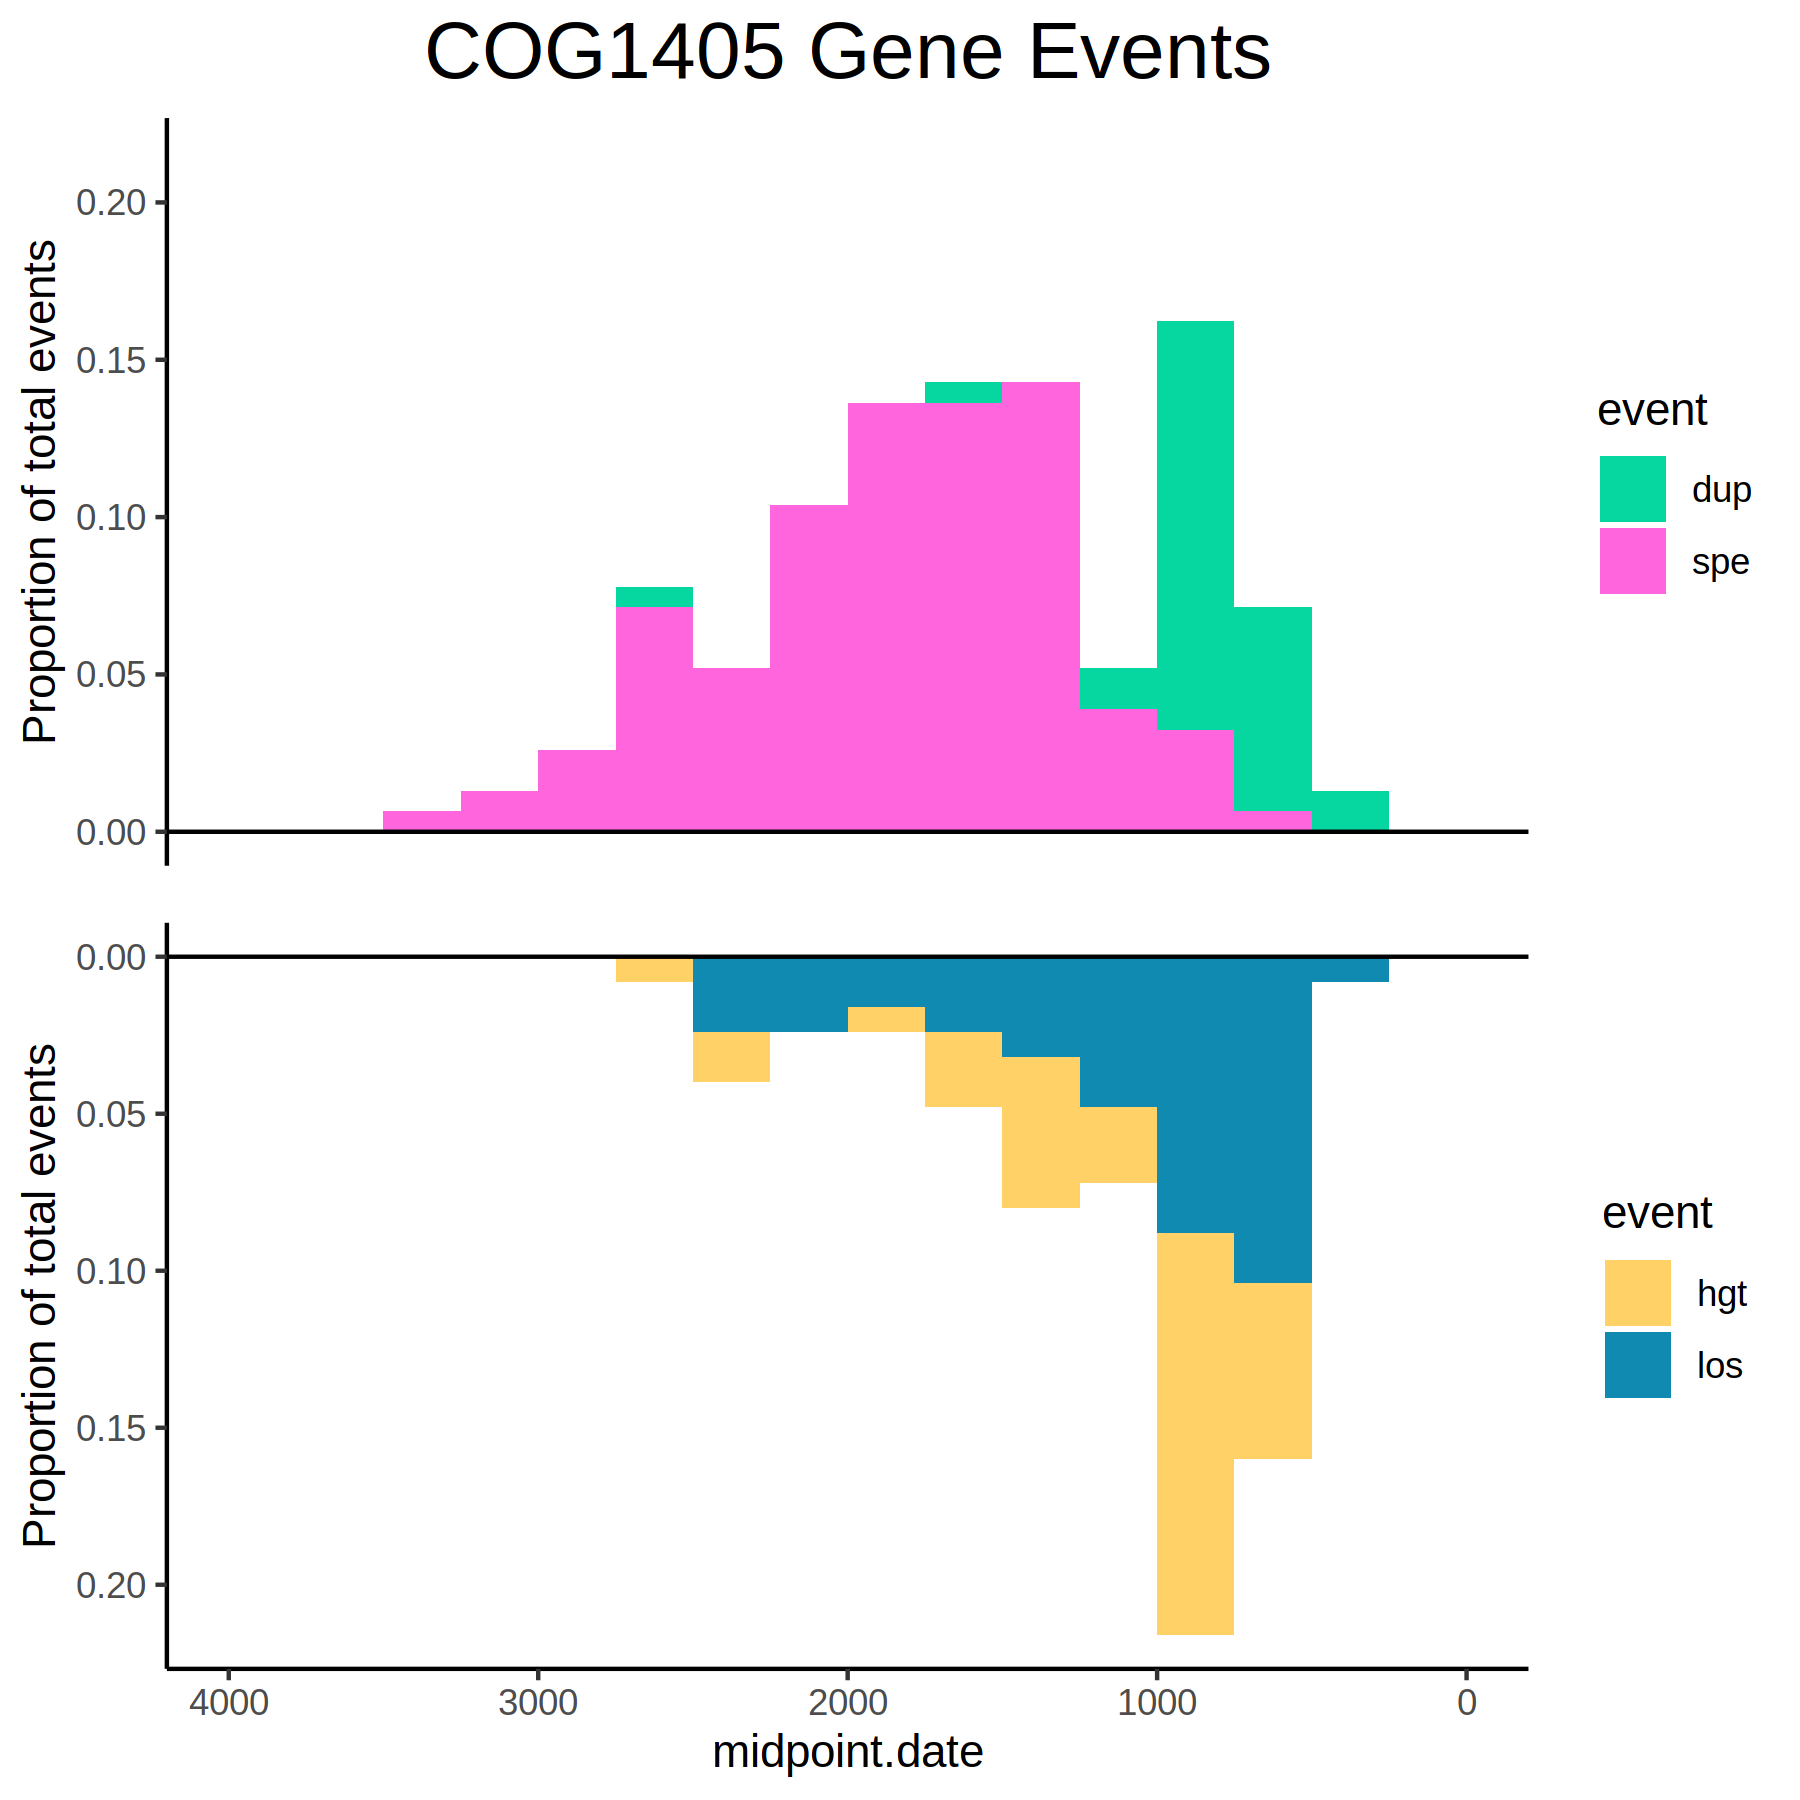 COG1405 Gene Events
Proportion of total events
0.20
0.15
0.10
0.05
0.00
event
dup
spe
Proportion of total events
0.00
0.05
0.10
0.15
0.20
event
hgt
los
4000 3000 2000 1000 0
midpoint.date